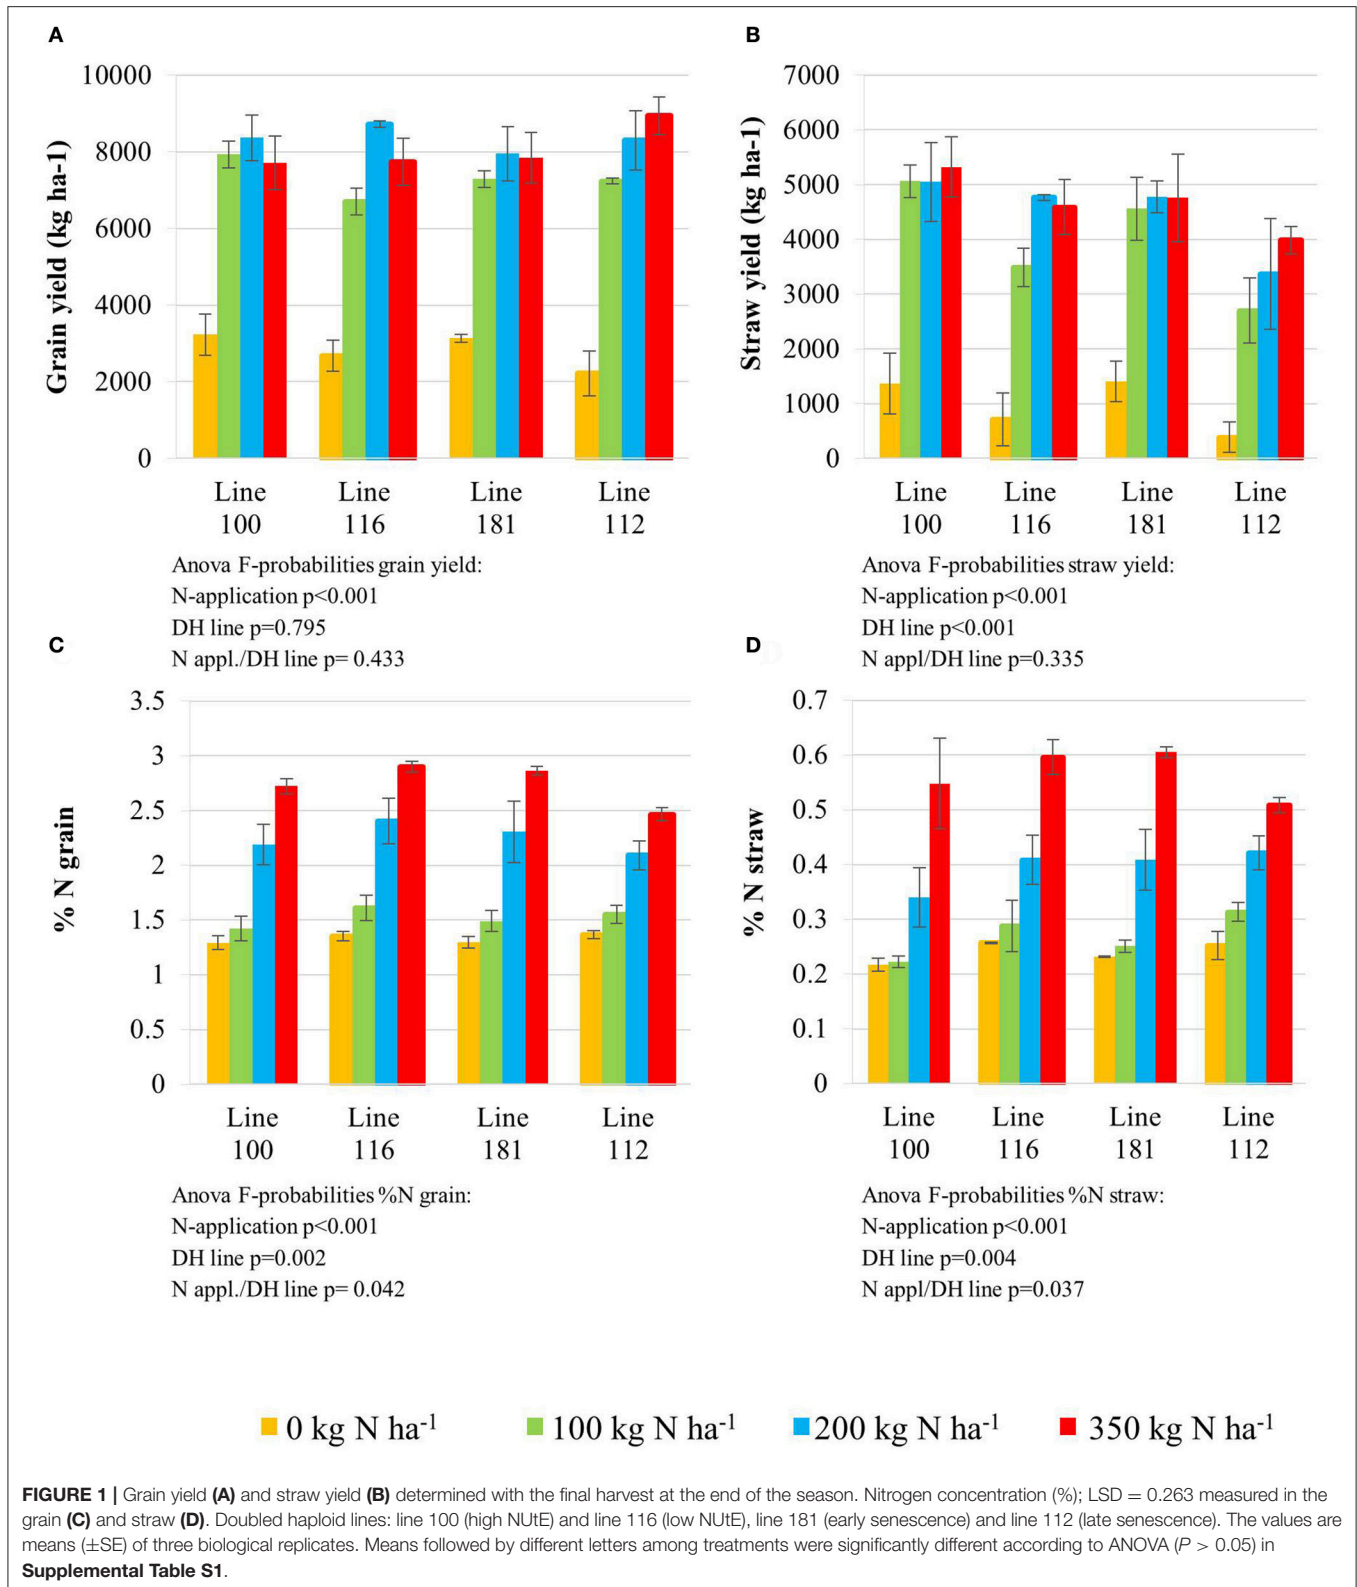 A
Grain yield (kg ha-1)
10000
8000
6000
4000
2000
0
Line 100
Line 116
Line 181
Line 112
Anova F-probabilities grain yield:
N-application p<0.001
DH line p=0.795
N appl./DH line p= 0.433
B
Straw yield (kg ha-1)
7000
6000
5000
4000
3000
2000
1000
0
Line 100
Line 116
Line 181
Line 112
Anova F-probabilities straw yield:
N-application p<0.001
DH line p<0.001
N appl/DH line p=0.335
C
% N grain
3.5
3
2.5
2
1.5
1
0.5
0
Line 100
Line 116
Line 181
Line 112
Anova F-probabilities %N grain:
N-application p<0.001
DH line p=0.002
N appl./DH line p= 0.042
D
% N straw
0.7
0.6
0.5
0.4
0.3
0.2
0.1
0
Line 100
Line 116
Line 181
Line 112
Anova F-probabilities %N straw:
N-application p<0.001
DH line p=0.004
N appl/DH line p=0.037
0 kg N ha⁻¹ 100 kg N ha⁻¹ 200 kg N ha⁻¹ 350 kg N ha⁻¹
FIGURE 1 | Grain yield (A) and straw yield (B) determined with the final harvest at the end of the season. Nitrogen concentration (%); LSD = 0.263 measured in the
grain (C) and straw (D). Doubled haploid lines: line 100 (high NUtE) and line 116 (low NUtE), line 181 (early senescence) and line 112 (late senescence). The values are
means (±SE) of three biological replicates. Means followed by different letters among treatments were significantly different according to ANOVA (P > 0.05) in
Supplemental Table S1.